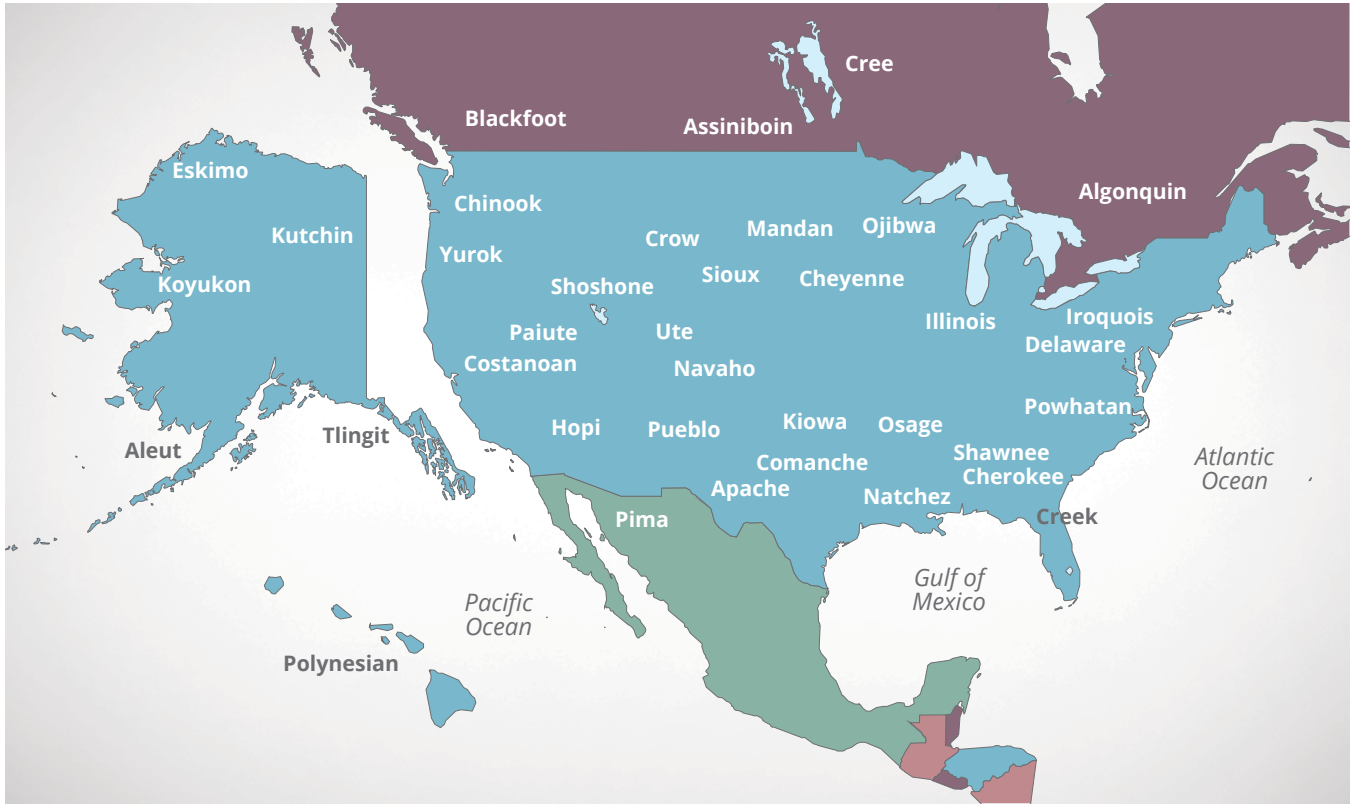 Cree
Blackfoot
Assiniboin
Eskimo
Algonquin
Chinook
Kutchin
Crow
Mandan
Ojibwa
Yurok
Koyukon
Shoshone
Sioux
Cheyenne
Paiute
Ute
Illinois
Iroquois
Delaware
Costanoan
Navaho
Hopi
Pueblo
Kiowa
Osage
Powhatan
Aleut
Tlingit
Comanche
Shawnee
Cherokee
Atlantic
Ocean
Apache
Natchez
Pima
Creek
Pacific
Ocean
Gulf of
Mexico
Polynesian